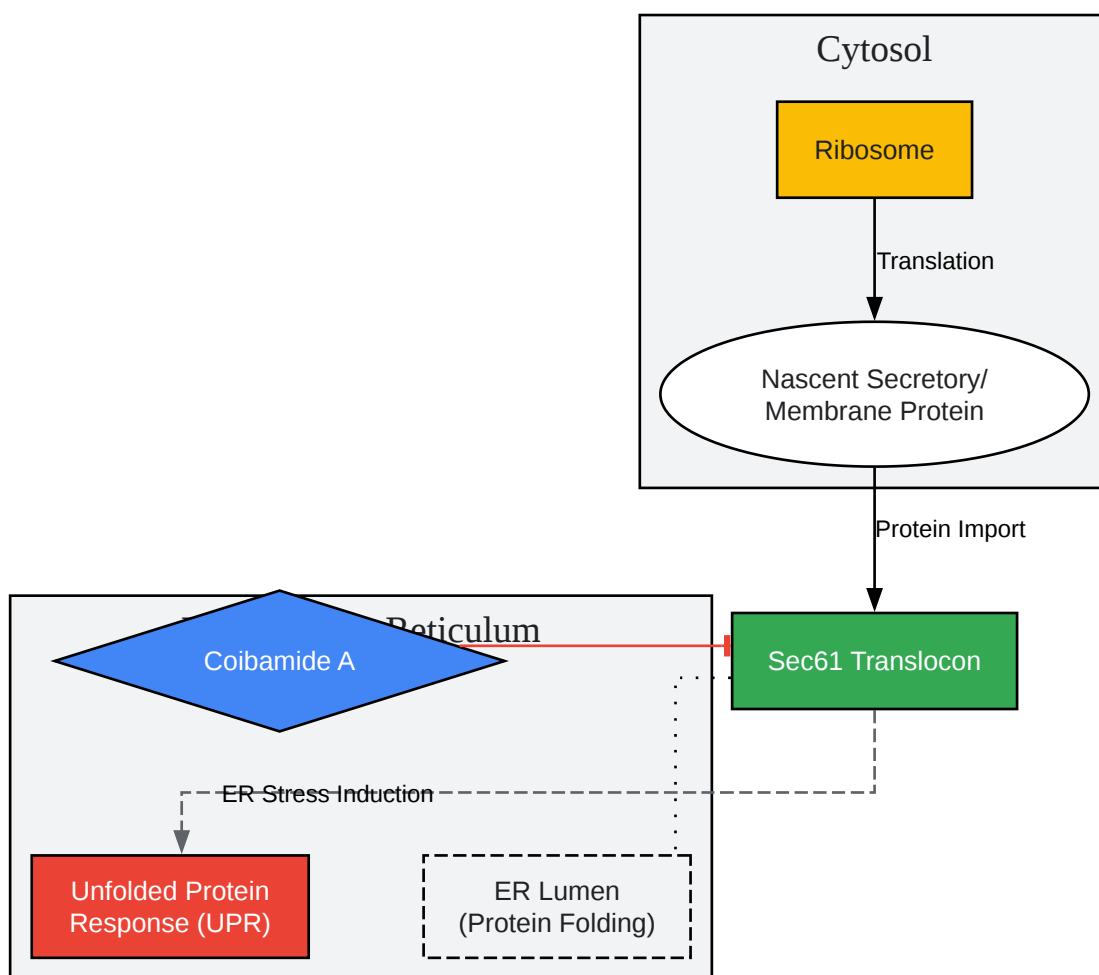 Cytosol
Ribosome
Translation
Nascent Secretory/
Membrane Protein
Protein Import
Reticulum
Coibamide A
Sec61 Translocon
ER Stress Induction
Unfolded Protein
Response (UPR)
ER Lumen
(Protein Folding)